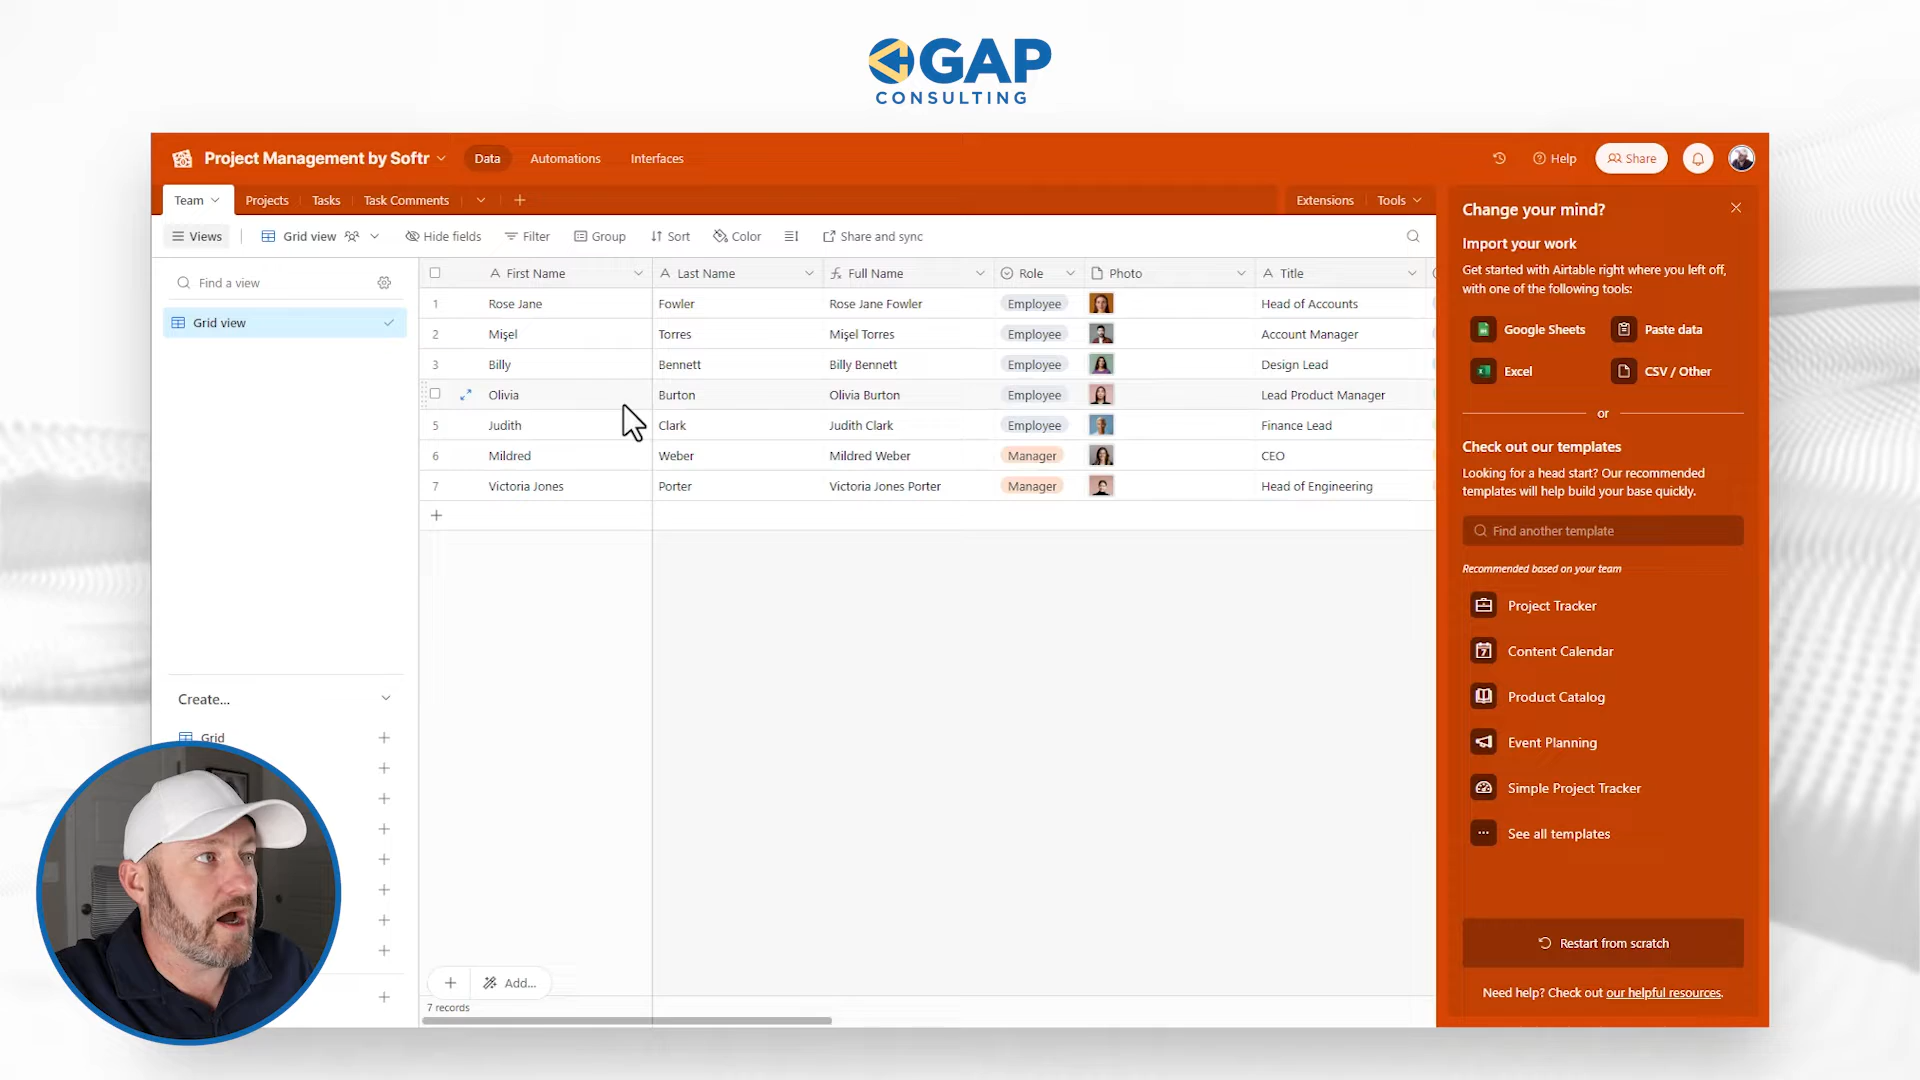 GAP
CONSULTING
Project Management by Softr
Data
Automations
Interfaces
Help
Share
Team
Projects
Tasks
Task Comments
Extensions
Tools
Views
Grid view
Hide fields
Filter
Group
Sort
Color
Share and sync
Find a view
Grid view
First Name Last Name Full Name Role Photo Title
1 Rose Jane Fowler Rose Jane Fowler Employee Head of Accounts
2 Mişel Torres Mişel Torres Employee Account Manager
3 Billy Bennett Billy Bennett Employee Design Lead
Olivia Burton Olivia Burton Employee Lead Product Manager
5 Judith Clark Judith Clark Employee Finance Lead
6 Mildred Weber Mildred Weber Manager CEO
7 Victoria Jones Porter Victoria Jones Porter Manager Head of Engineering
Create...
Grid
Add...
7 records
Change your mind?
Import your work
Get started with Airtable right where you left off,
with one of the following tools:
Google Sheets
Paste data
Excel
CSV / Other
or
Check out our templates
Looking for a head start? Our recommended
templates will help build your base quickly.
Find another template
Recommended based on your team
Project Tracker
Content Calendar
Product Catalog
Event Planning
Simple Project Tracker
See all templates
Restart from scratch
Need help? Check out our helpful resources.